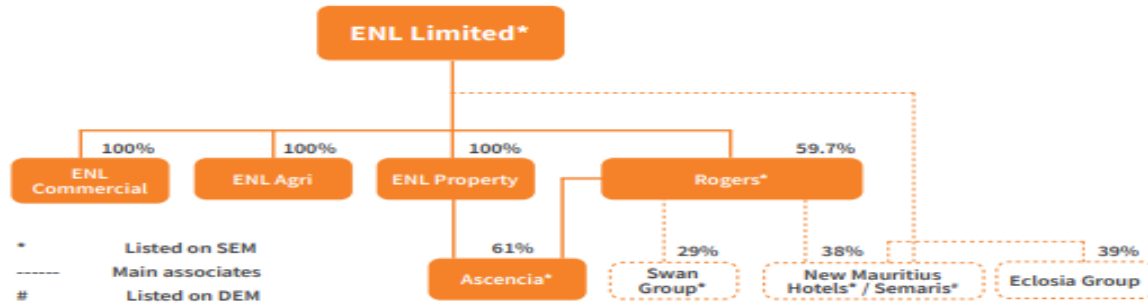 ENL Limited*
100%
100%
100%
59.7%
ENL
Commercial
ENL Agri
ENL Property
Rogers*
* Listed on SEM
------ Main associates
# Listed on DEM
61%
29%
38%
39%
Ascencia*
Swan
Group*
New Mauritius
Hotels* / Semaris#
Eclosia Group